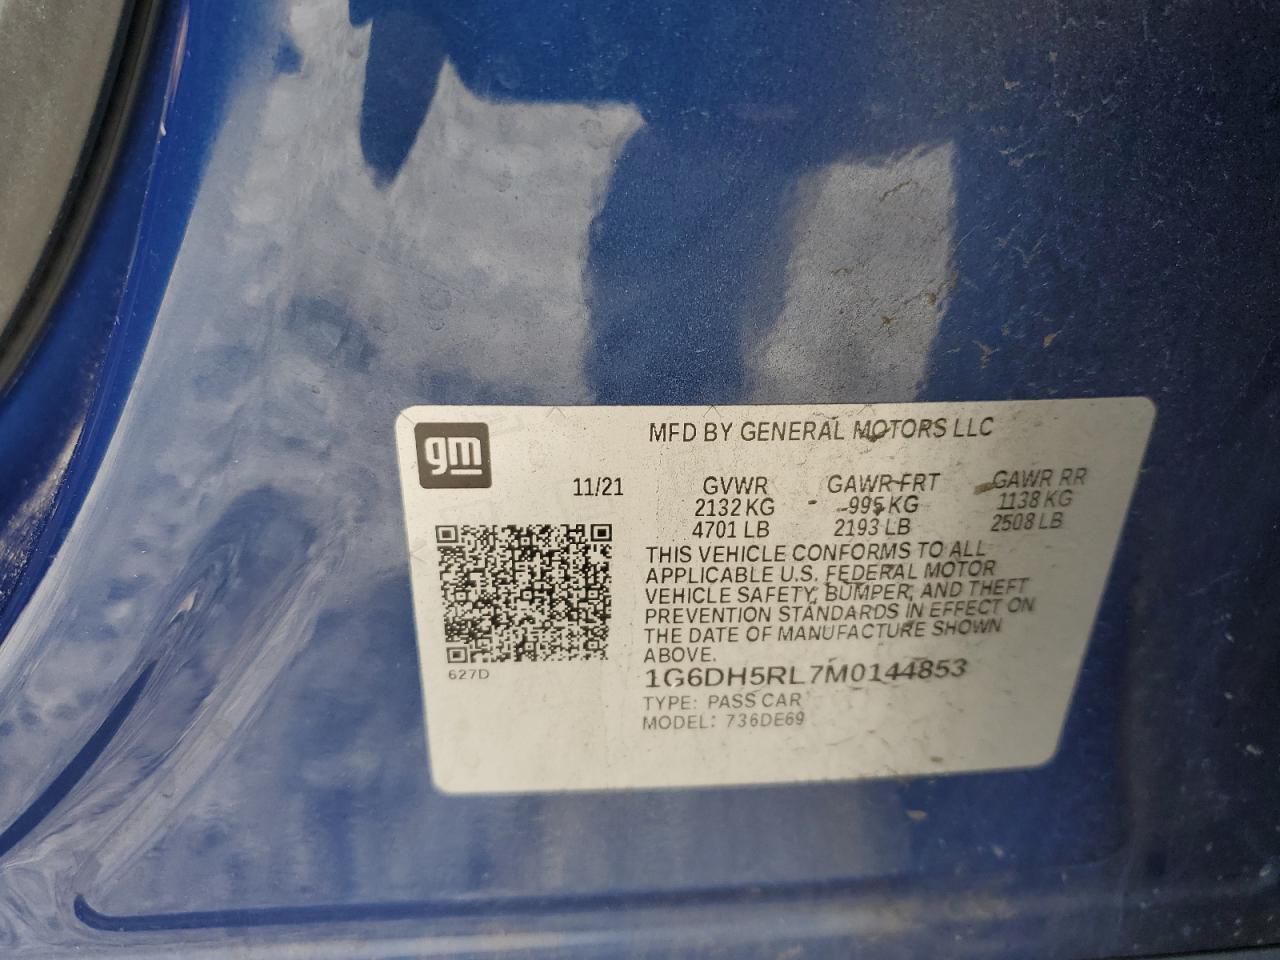 gm
MFD BY GENERAL MOTORS LLC
11/21
GVWR GAWR FRT GAWR RR
2132 KG 995 KG 1138 KG
4701 LB 2193 LB 2508 LB
THIS VEHICLE CONFORMS TO ALL
APPLICABLE U.S. FEDERAL MOTOR
VEHICLE SAFETY, BUMPER, AND THEFT
PREVENTION STANDARDS IN EFFECT ON
THE DATE OF MANUFACTURE SHOWN
ABOVE.
627D
1G6DH5RL7M0144853
TYPE: PASS CAR
MODEL: 736DE69